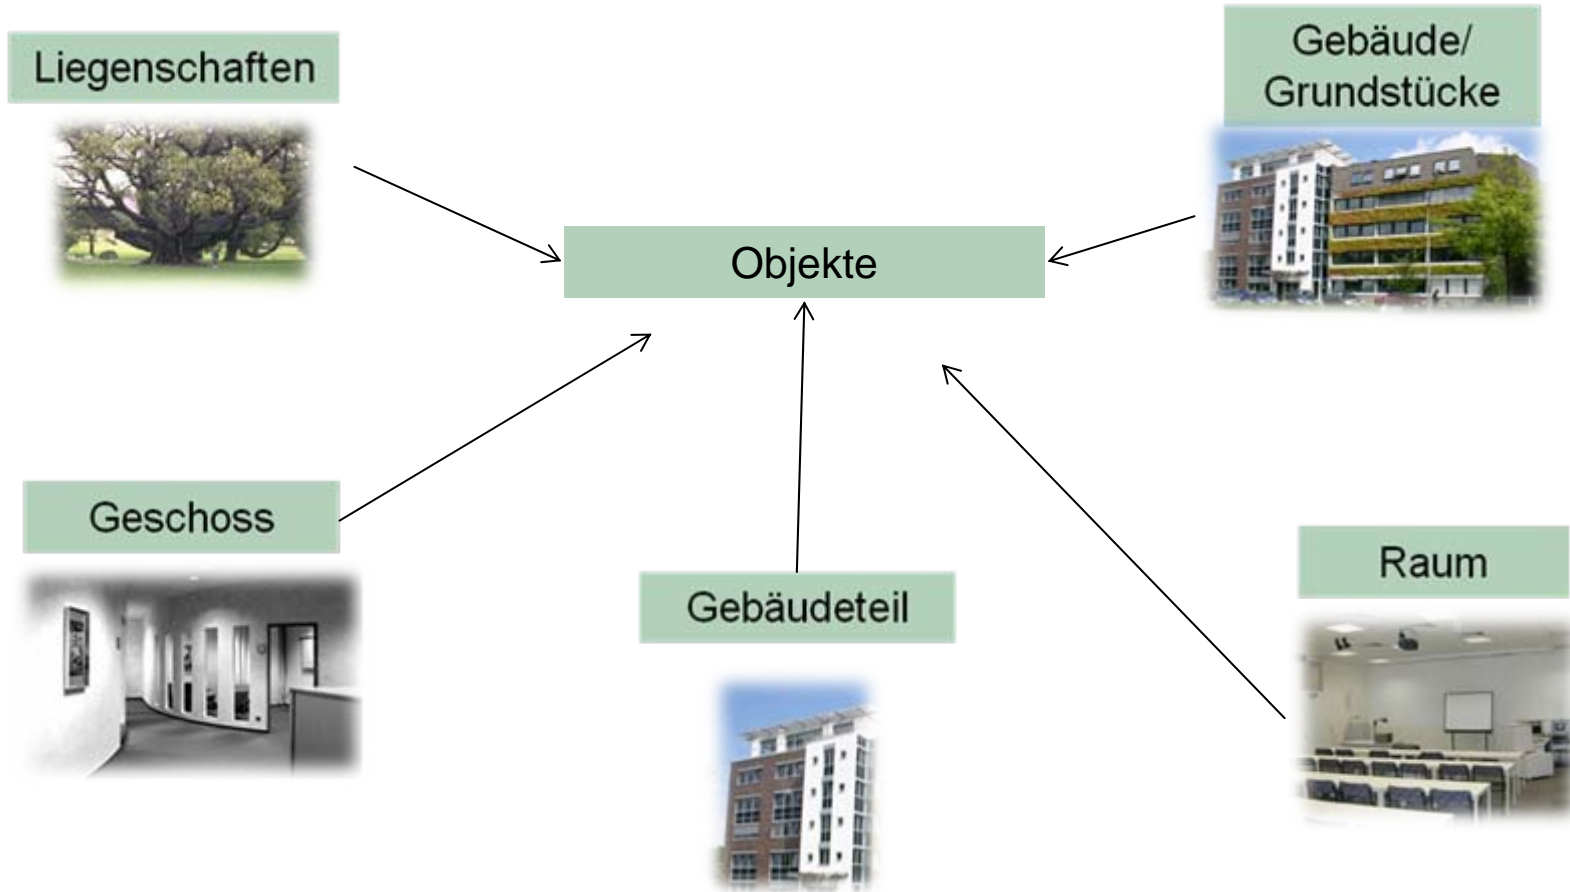 Liegenschaften
Gebäude/
Grundstücke
Objekte
Geschoss
Gebäudeteil
Raum